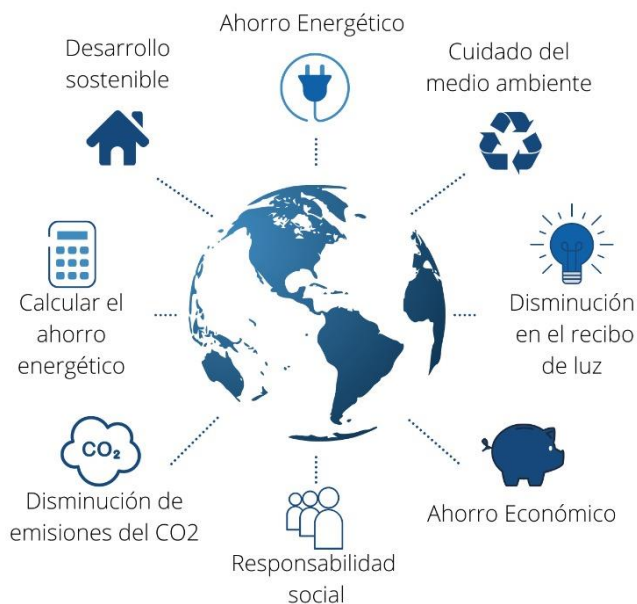 Ahorro Energético
Desarrollo
sostenible
Cuidado del
medio ambiente
Calcular el
ahorro
energético
Disminución
en el recibo
de luz
CO₂
Disminución de
emisiones del CO2
Ahorro Económico
Responsabilidad
social